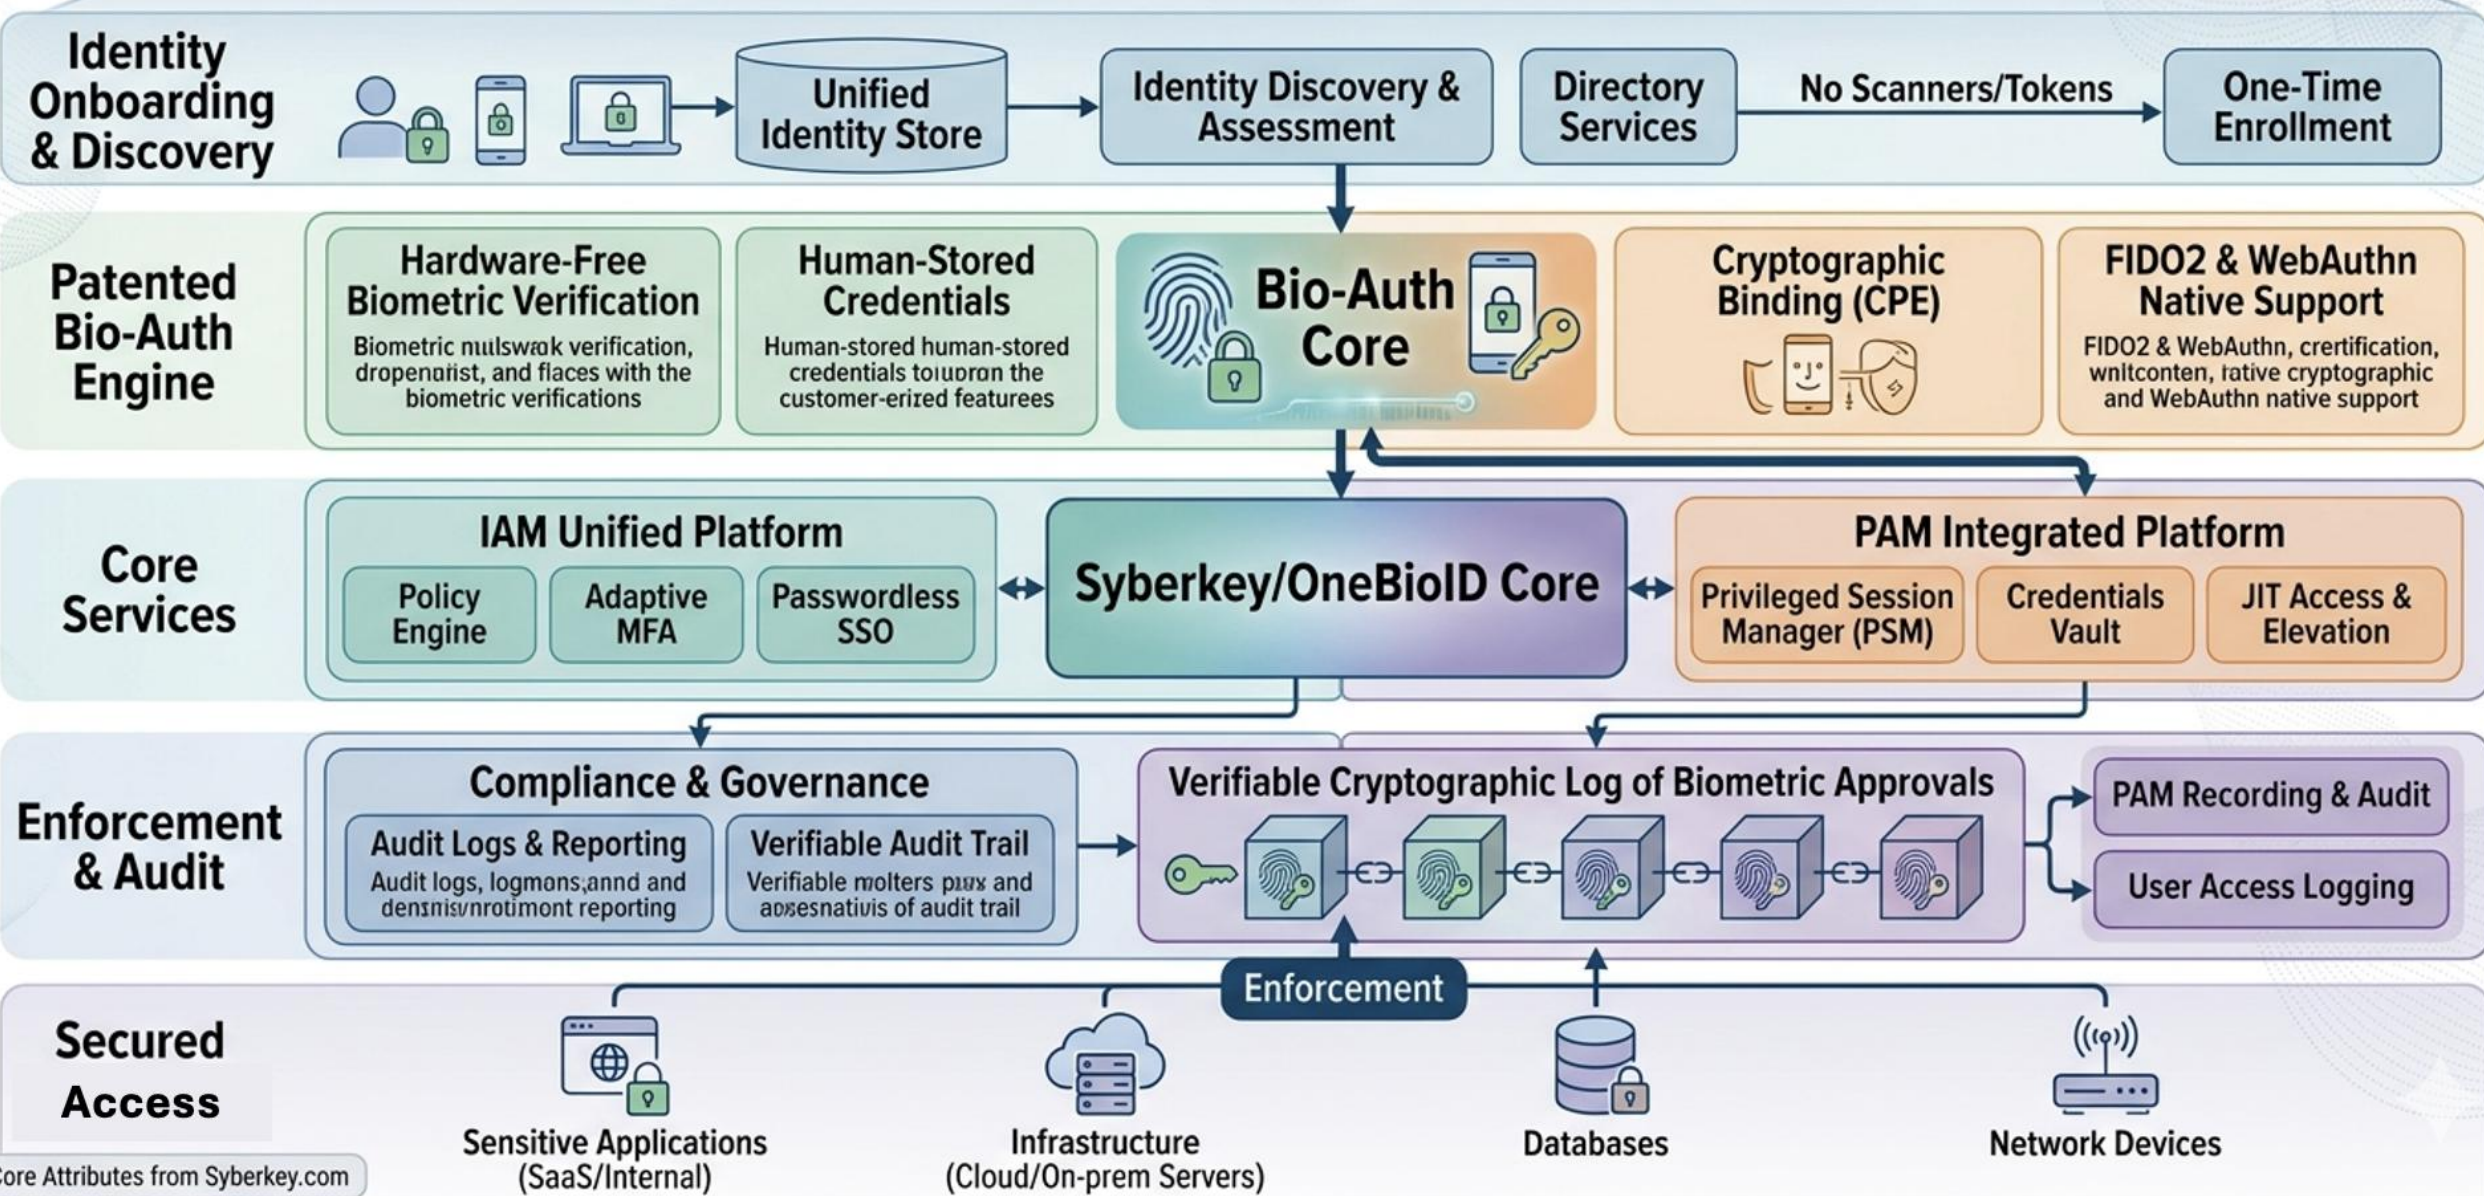 Identity
Onboarding
& Discovery
Unified
Identity Store
Identity Discovery &
Assessment
Directory
Services
No Scanners/Tokens
One-Time
Enrollment
Patented
Bio-Auth
Engine
Hardware-Free
Biometric Verification
Biometric verification,
and flaces with the
biometric verifications
Human-Stored
Credentials
Human-stored human-stored
credentials the
customer-erized featurees
Bio-Auth
Core
Cryptographic
Binding (CPE)
FIDO2 & WebAuthn
Native Support
FIDO2 & WebAuthn, crertification,
cryptographic
and WebAuthn native support
Core
Services
IAM Unified Platform
Policy
Engine
Adaptive
MFA
Passwordless
SSO
Syberkey/OneBioID Core
PAM Integrated Platform
Privileged Session
Manager (PSM)
Credentials
Vault
JIT Access &
Elevation
Enforcement
& Audit
Compliance & Governance
Audit Logs & Reporting
Audit logs, and
reporting
Verifiable Audit Trail
Verifiable molters and
of audit trail
Verifiable Cryptographic Log of Biometric Approvals
PAM Recording & Audit
User Access Logging
Enforcement
Secured
Access
Sensitive Applications
(SaaS/Internal)
Infrastructure
(Cloud/On-prem Servers)
Databases
Network Devices
Core Attributes from Syberkey.com